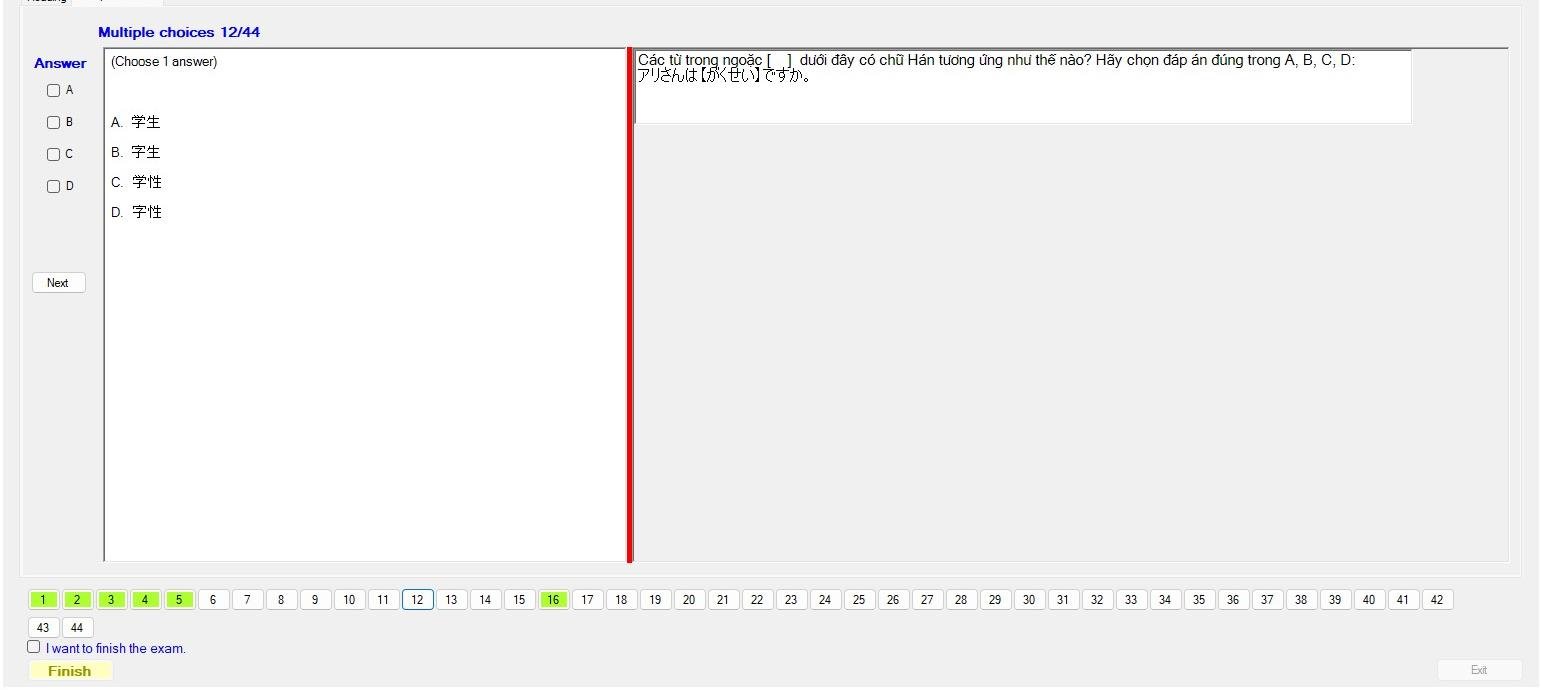 Multiple choices 12/44
Answer
A
B
C
D
Next
(Choose 1 answer)
A. 学生
B. 字生
C. 学性
D. 字性
Các từ trong ngoặc [ ] dưới đây có chữ Hán tương ứng như thế nào? Hãy chọn đáp án đúng trong A, B, C, D:
アリさんは【がくせい】ですか。
1 2 3 4 5 6 7 8 9 10 11 12 13 14 15 16 17 18 19 20 21 22 23 24 25 26 27 28 29 30 31 32 33 34 35 36 37 38 39 40 41 42
43 44
I want to finish the exam.
Finish
Exit